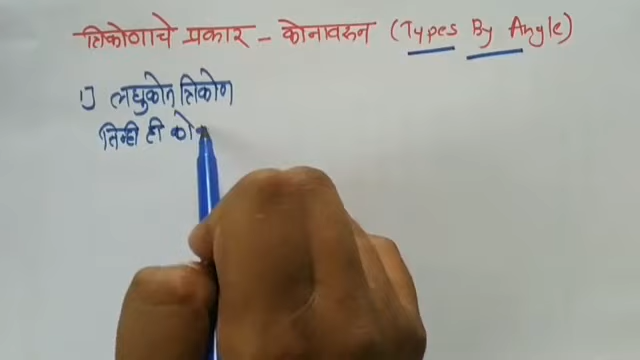 त्रिकोणाचे प्रकार - कोनावरुन (Types By Angle)
1] लघुकोन त्रिकोण
तिन्ही ही को